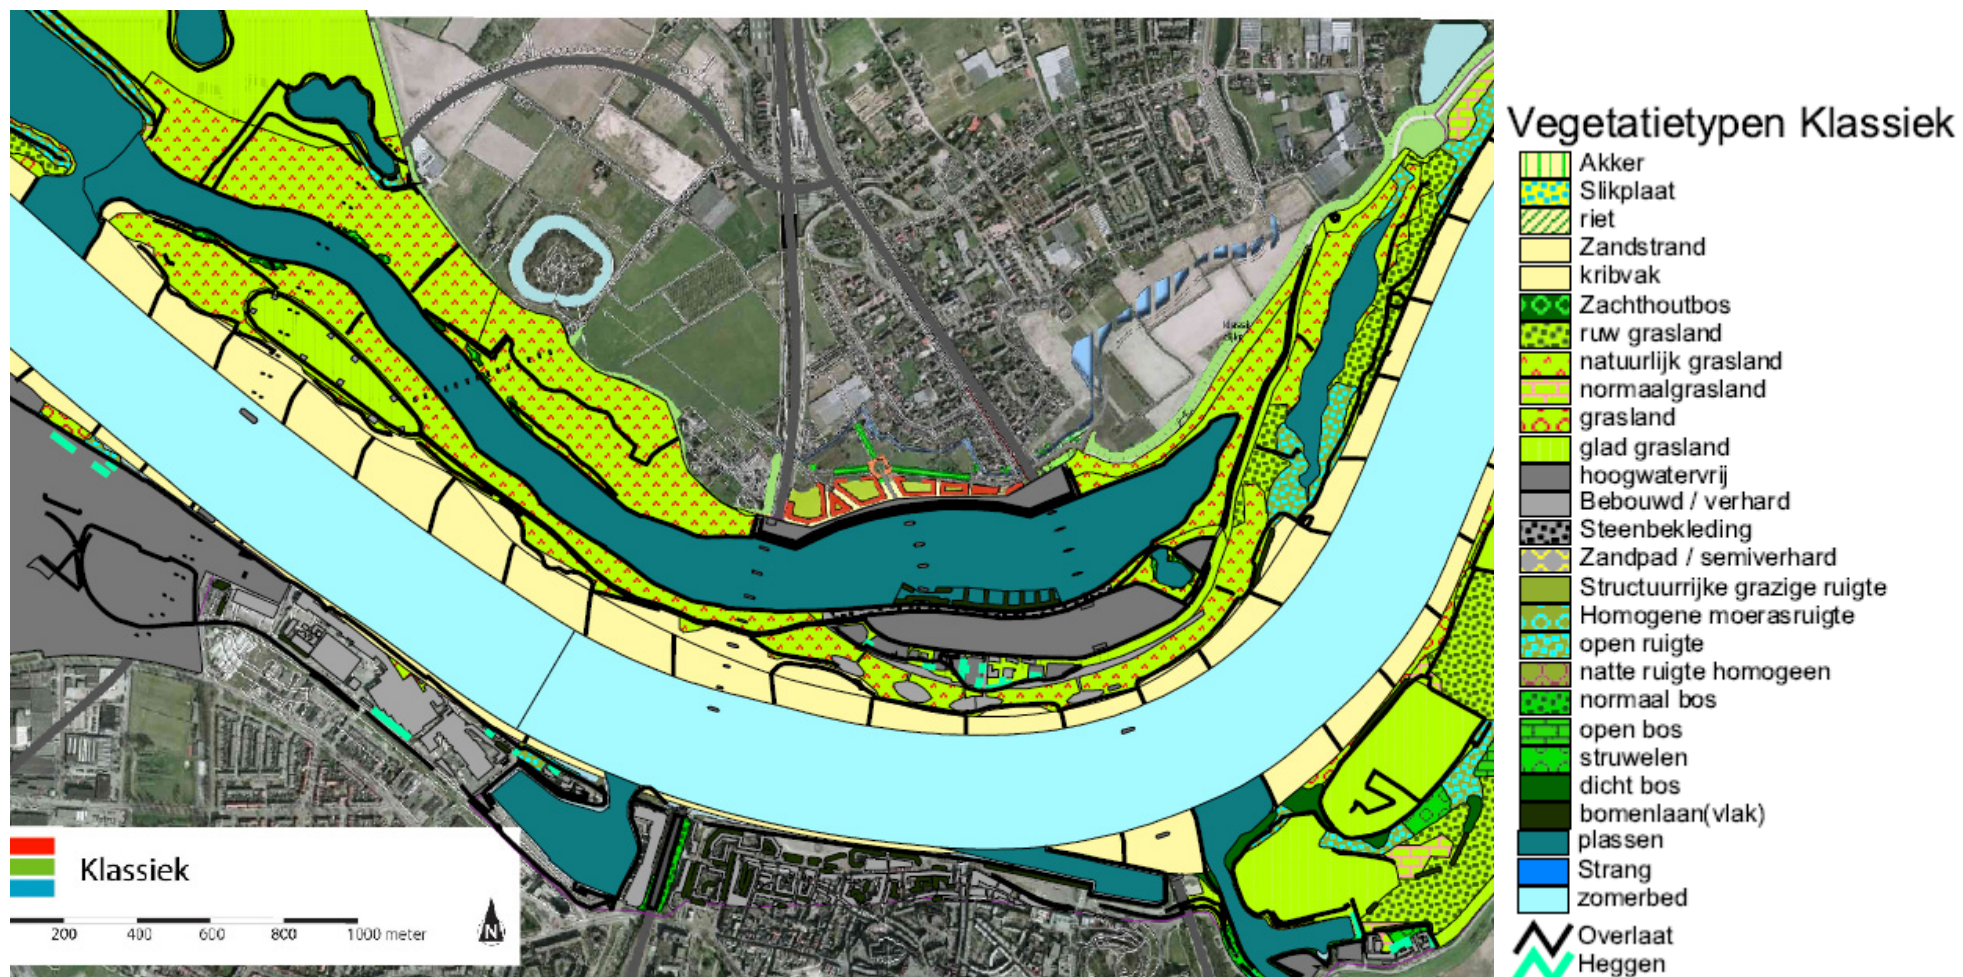 Vegetatietypen Klassiek
Akker
Slikplaat
riet
Zandstrand
kribvak
Zachthoutbos
ruw grasland
natuurlijk grasland
normaalgrasland
grasland
glad grasland
hoogwatervrij
Bebouwd / verhard
Steenbekleding
Zandpad / semiverhard
Structuurrijke grazige ruigte
Homogene moerasruigte
open ruigte
natte ruigte homogeen
normaal bos
open bos
struwelen
dicht bos
bomenlaan(vlak)
plassen
Strang
zomerbed
Overlaat
Heggen
Klassiek
200 400 600 800 1000 meter
N